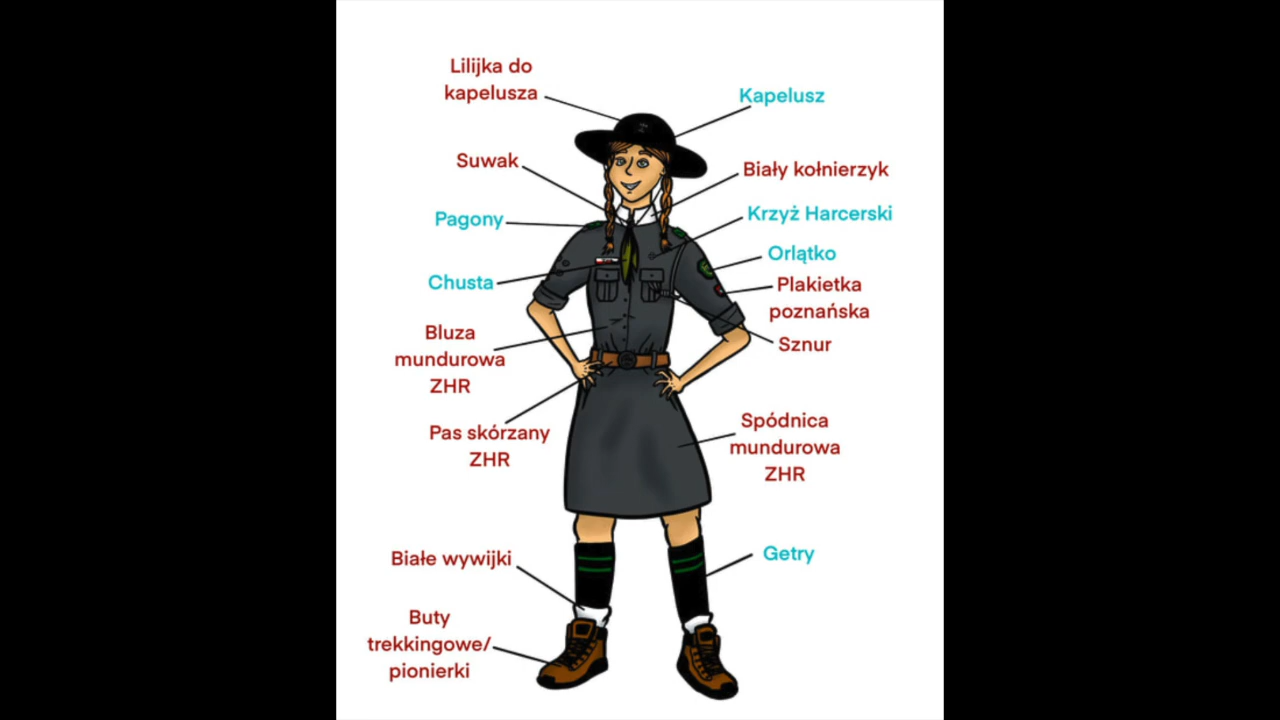 Lilijka do
kapelusza
Kapelusz
Suwak
Biały kołnierzyk
Pagony
Krzyż Harcerski
Orlątko
Chusta
Plakietka
poznańska
Bluza
mundurowa
ZHR
Sznur
Pas skórzany
ZHR
Spódnica
mundurowa
ZHR
Białe wywijki
Getry
Buty
trekkingowe/
pionierki